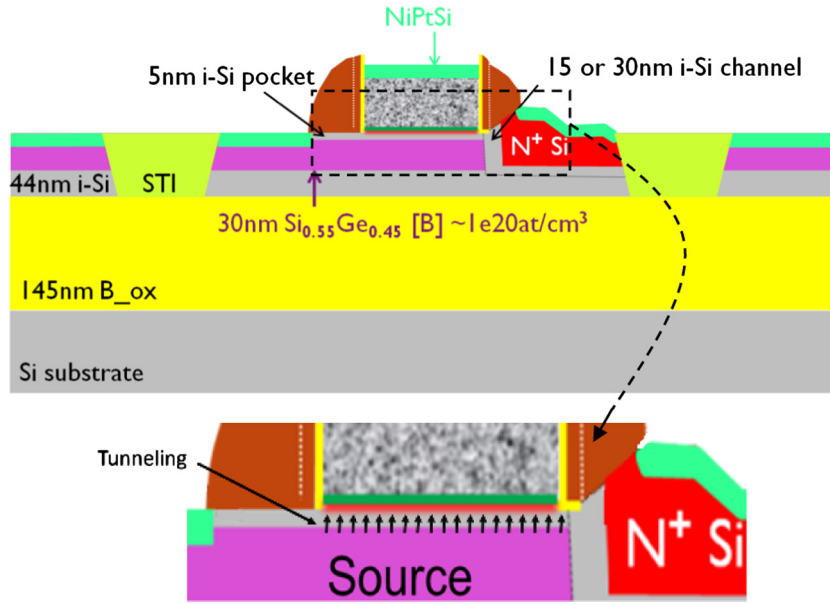 NiPtSi
5nm i-Si pocket
15 or 30nm i-Si channel
N⁺ Si
44nm i-Si
STI
30nm Si₀.₅₅Ge₀.₄₅ [B] ~1e20at/cm³
145nm B_ox
Si substrate
Tunneling
Source
N⁺ Si